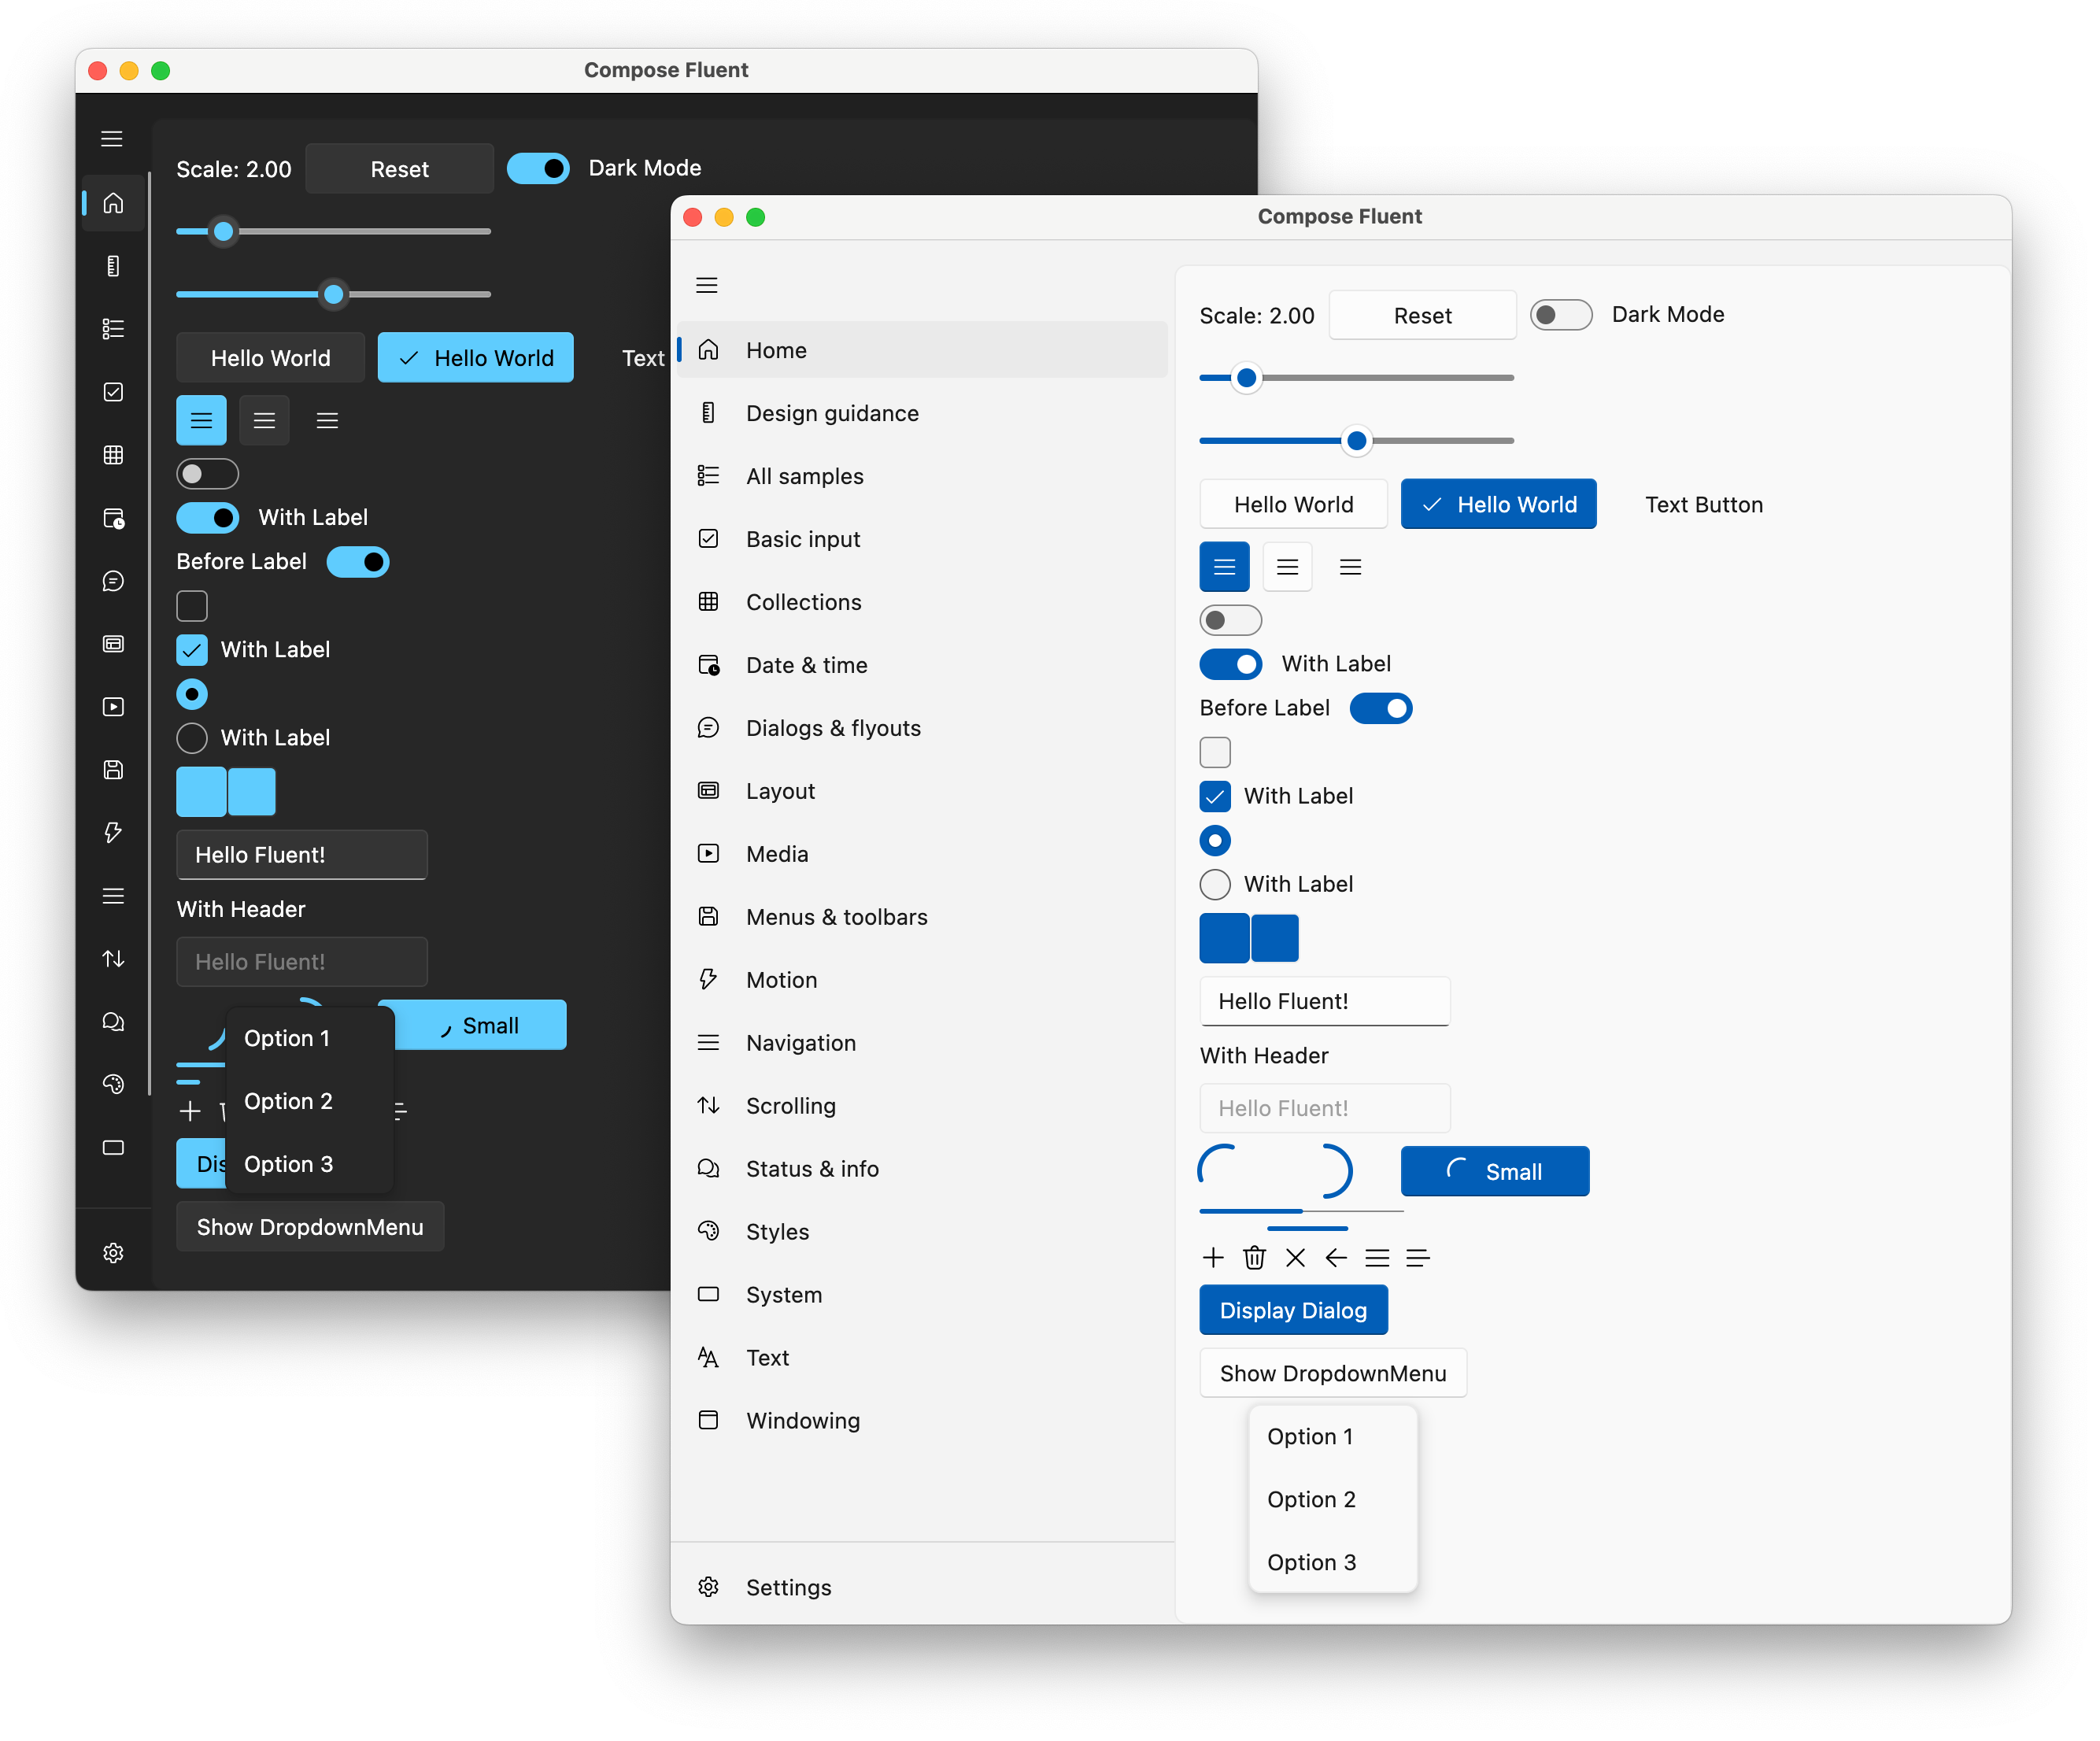 Compose Fluent
Scale: 2.00
Reset
Dark Mode
Hello World
Hello World
Text
With Label
Before Label
With Label
With Label
Hello Fluent!
With Header
Hello Fluent!
Small
Option 1
Option 2
Option 3
Dis
Show DropdownMenu
Compose Fluent
Home
Design guidance
All samples
Basic input
Collections
Date & time
Dialogs & flyouts
Layout
Media
Menus & toolbars
Motion
Navigation
Scrolling
Status & info
Styles
System
Text
Windowing
Settings
Scale: 2.00
Reset
Dark Mode
Hello World
Hello World
Text Button
With Label
Before Label
With Label
With Label
Hello Fluent!
With Header
Hello Fluent!
Small
Display Dialog
Show DropdownMenu
Option 1
Option 2
Option 3